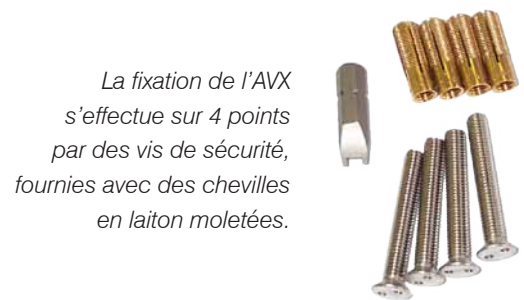 La fixation de l'AVX
s'effectue sur 4 points
par des vis de sécurité,
fournies avec des chevilles
en laiton moletées.